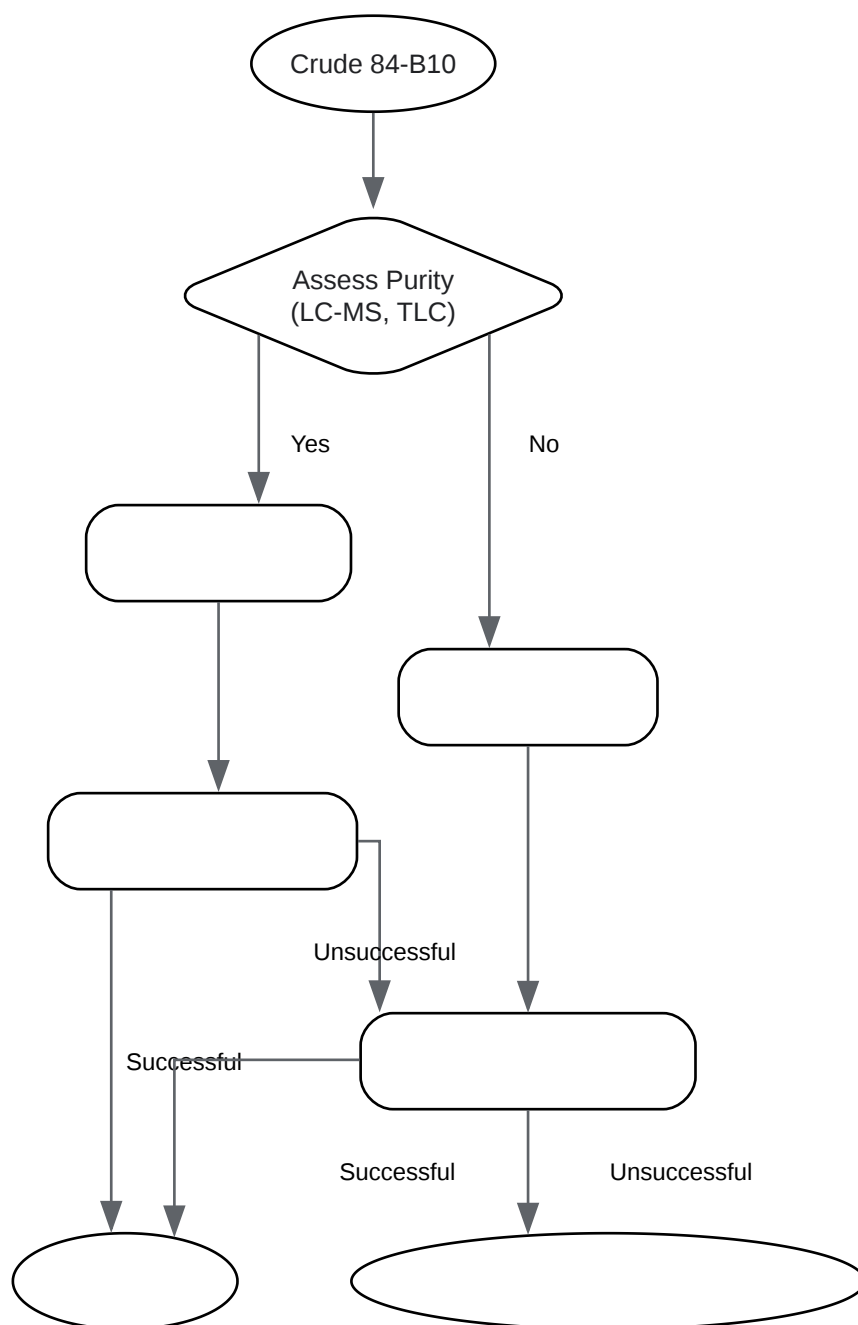 Crude 84-B10
Assess Purity
(LC-MS, TLC)
Yes
No
Unsuccessful
Successful
Successful
Unsuccessful